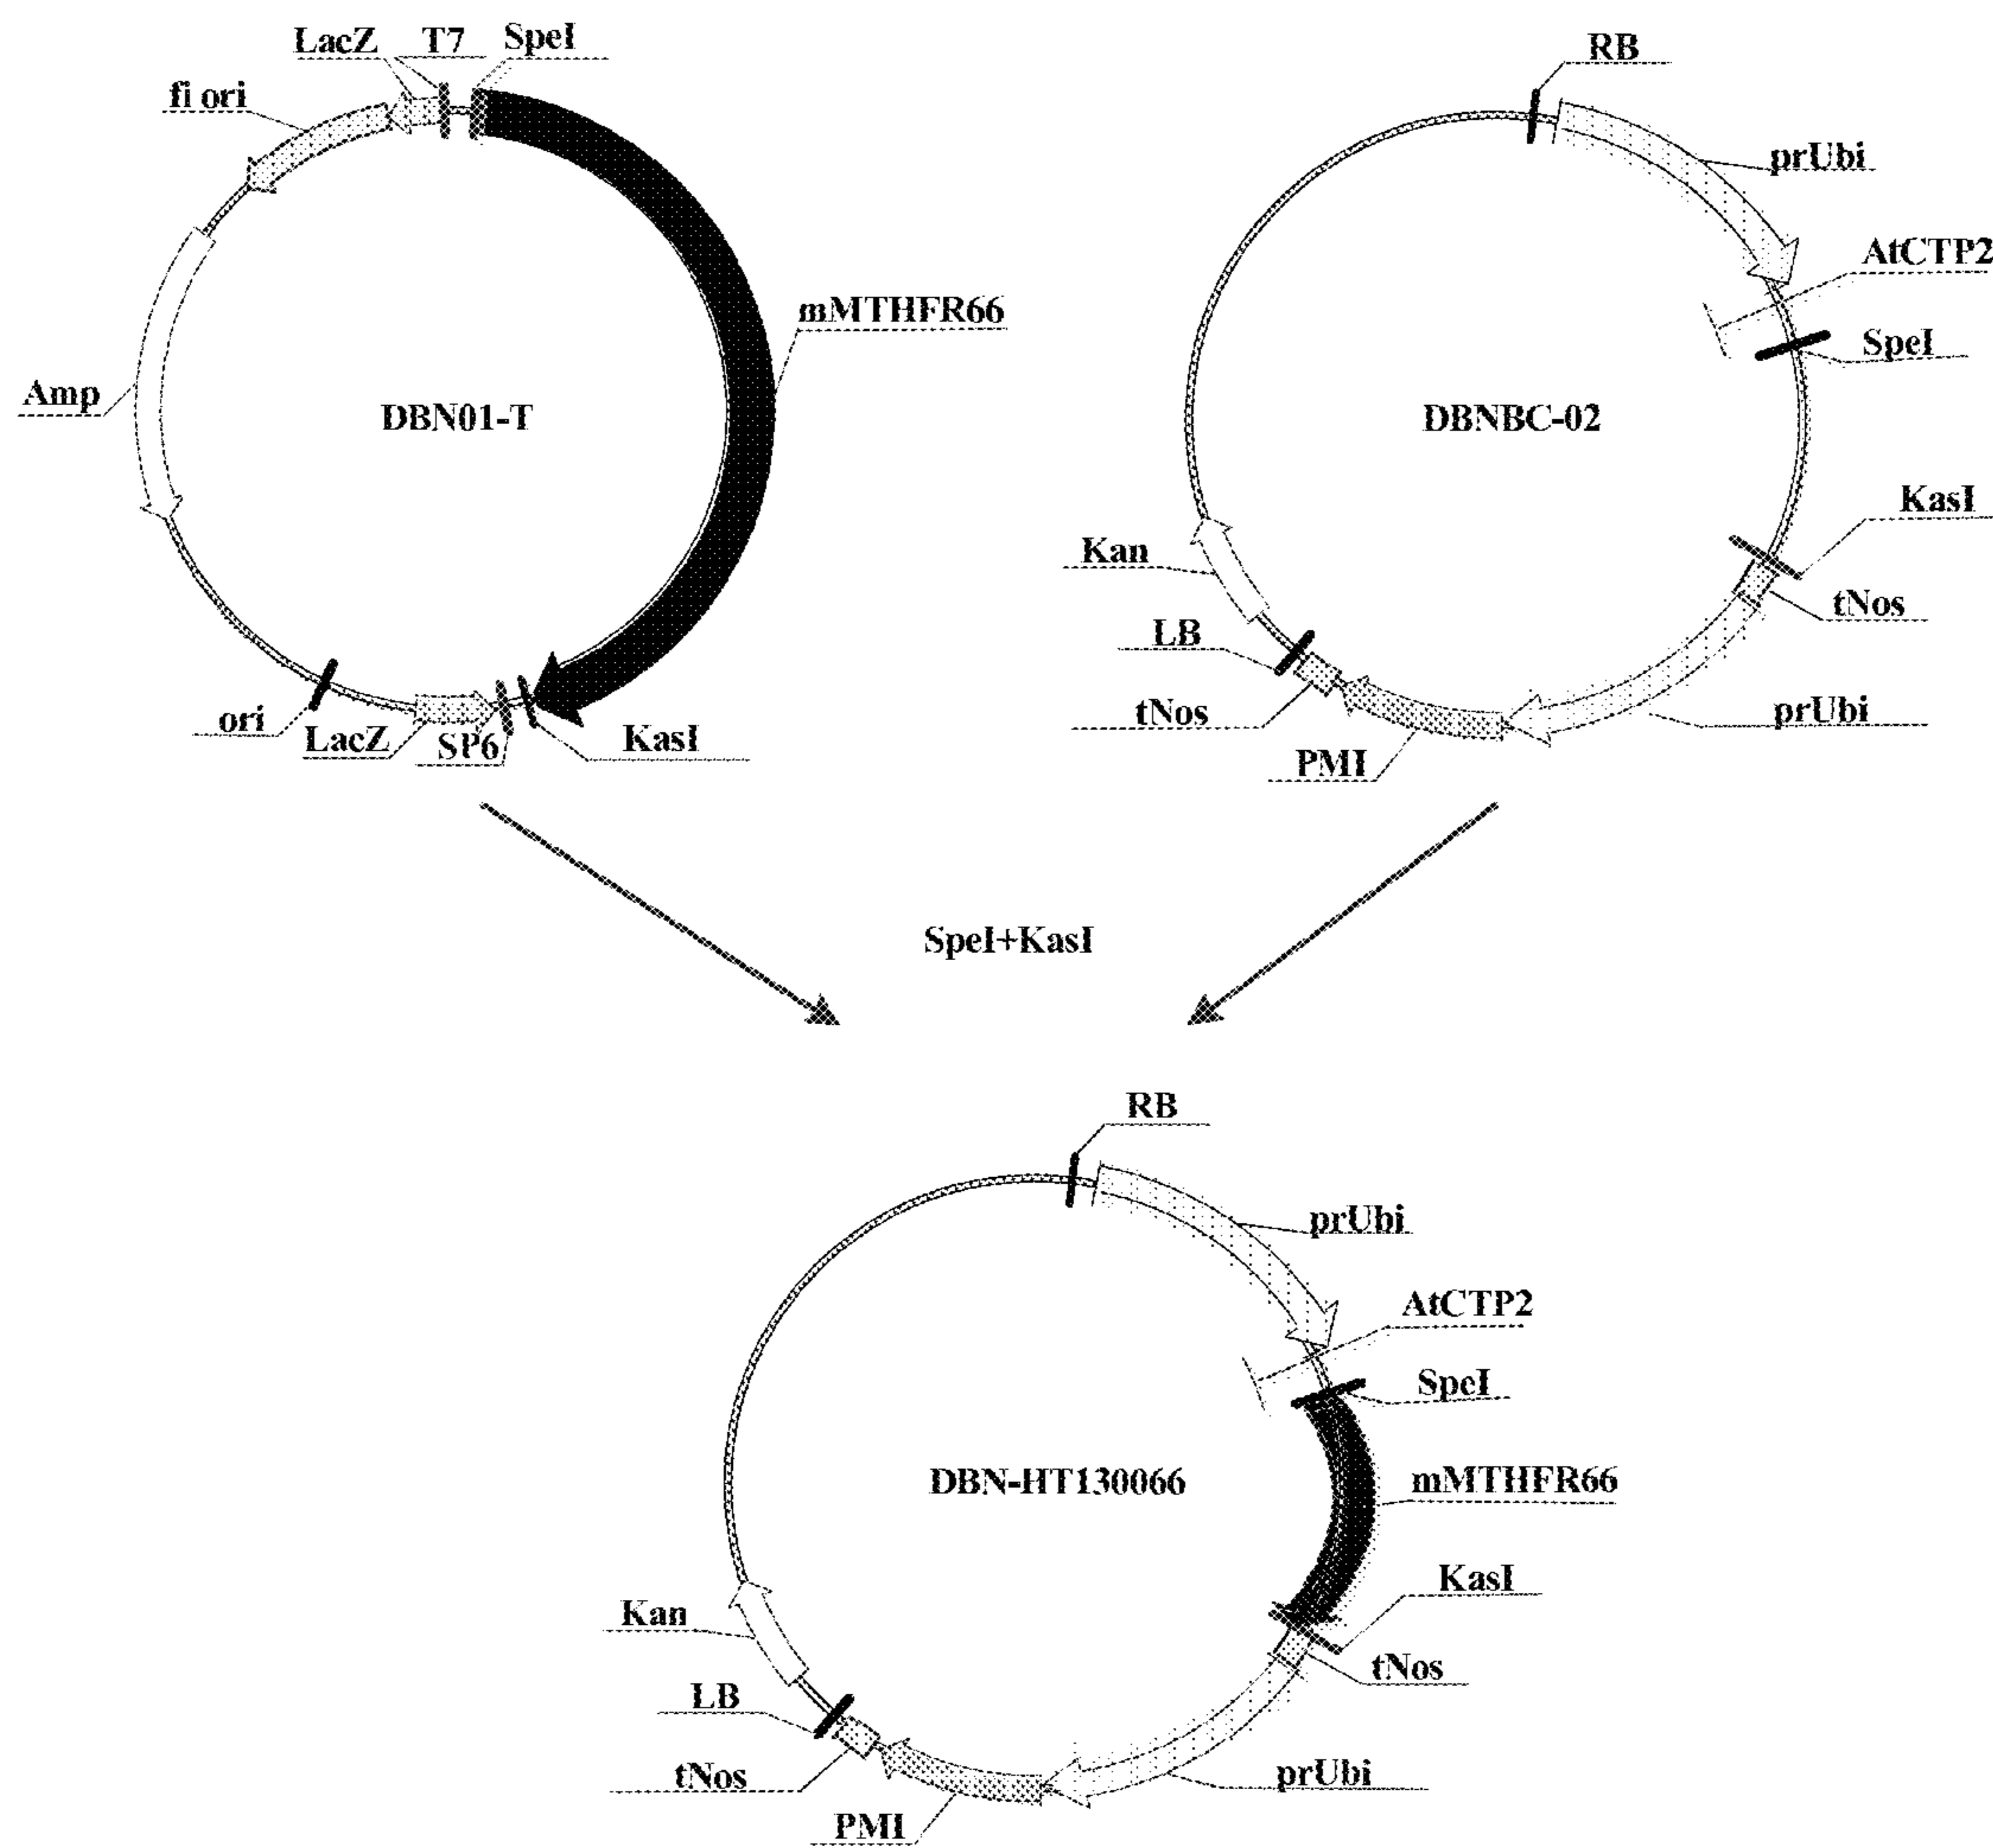 LacZ
T7
SpeI
fi ori
mMTHFR66
Amp
DBN01-T
ori
LacZ
SP6
KasI
RB
prUbi
AtCTP2
SpeI
DBNBC-02
KasI
Kan
tNos
LB
tNos
prUbi
PMI
SpeI+KasI
RB
prUbi
AtCTP2
SpeI
DBN-HT130066
mMTHFR66
KasI
Kan
tNos
LB
tNos
prUbi
PMI